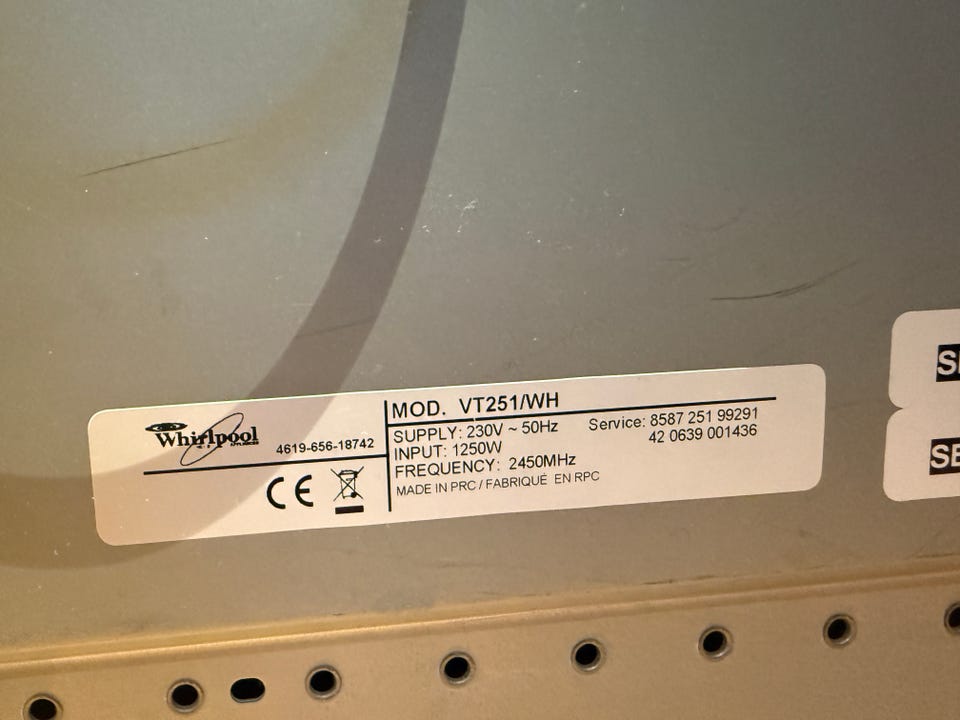 Whirlpool
4619-656-18742
CE
MOD. VT251/WH
SUPPLY: 230V ~ 50Hz
INPUT: 1250W
FREQUENCY: 2450MHz
MADE IN PRC / FABRIQUÉ EN RPC
Service: 8587 251 99291
42 0639 001436
SE